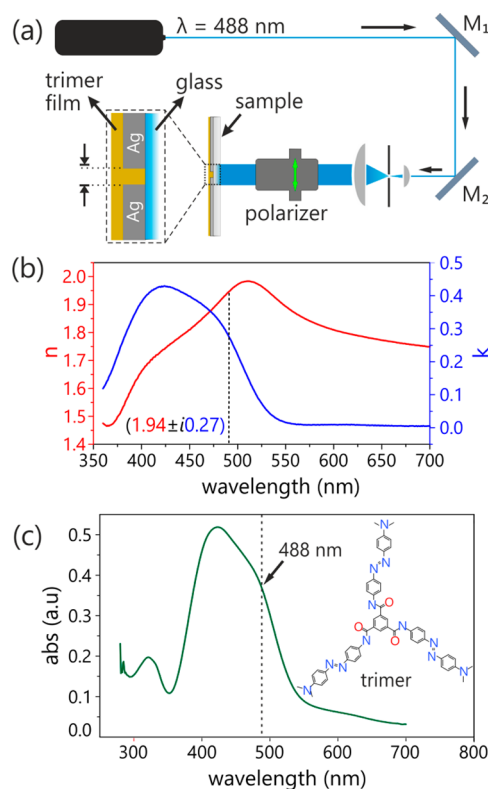 (a)
λ = 488 nm
M₁
trimer
film
glass
sample
Ag
Ag
polarizer
M₂
(b)
2.0
1.9
1.8
1.7
1.6
1.5
1.4
n
0.5
0.4
0.3
0.2
0.1
0.0
k
(1.94±i0.27)
350 400 450 500 550 600 650 700
wavelength (nm)
(c)
0.5
0.4
0.3
0.2
0.1
0.0
abs (a.u)
488 nm
N
N
N
N
O
O
N
O
N
N
N
N
N
N
N
N
trimer
300 400 500 600 700 800
wavelength (nm)